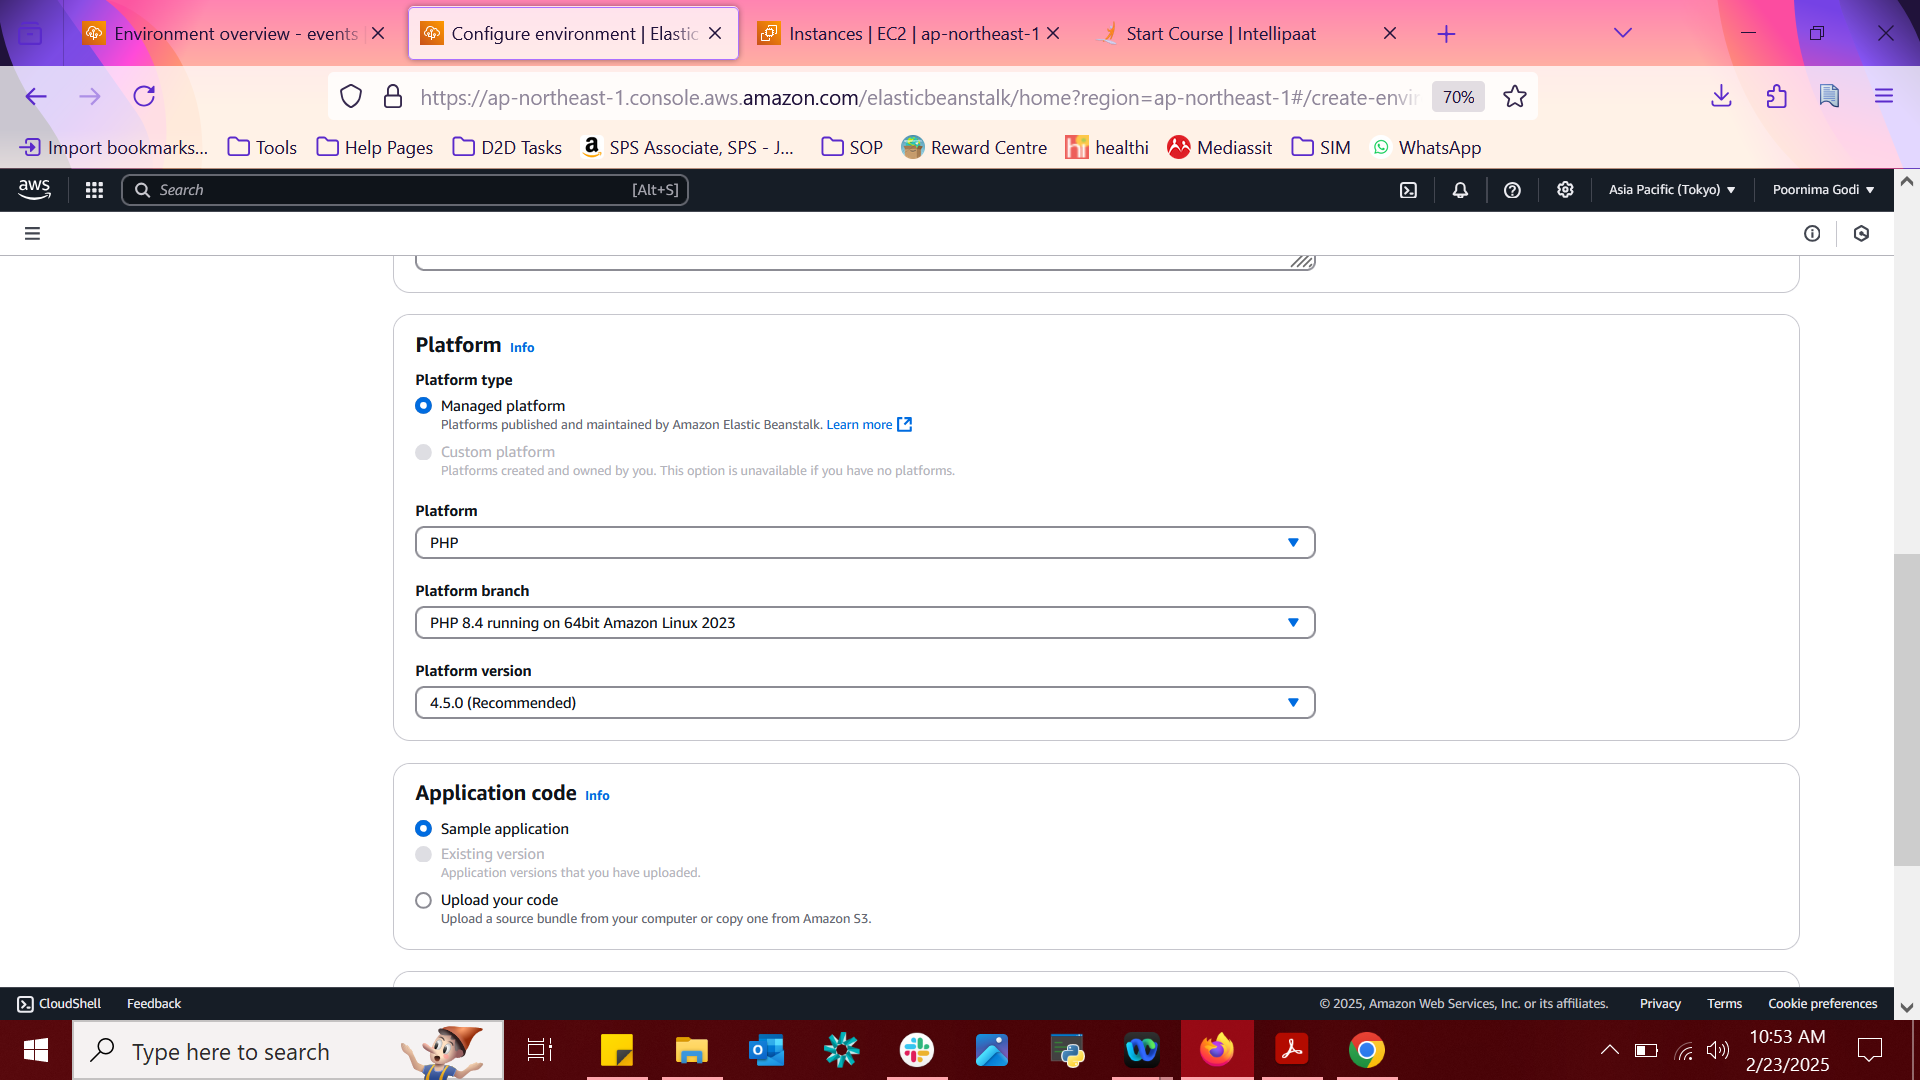 Environment overview - events
Configure environment | Elastic
Instances | EC2 | ap-northeast-1
Start Course | Intellipaat
https://ap-northeast-1.console.aws.amazon.com/elasticbeanstalk/home?region=ap-northeast-1#/create-envir
70%
Import bookmarks...
Tools
Help Pages
D2D Tasks
SPS Associate, SPS - J...
SOP
Reward Centre
healthi
Mediassit
SIM
WhatsApp
aws
Search
[Alt+S]
Asia Pacific (Tokyo)
Poornima Godi
Platform Info
Platform type
Managed platform
Platforms published and maintained by Amazon Elastic Beanstalk. Learn more
Custom platform
Platforms created and owned by you. This option is unavailable if you have no platforms.
Platform
PHP
Platform branch
PHP 8.4 running on 64bit Amazon Linux 2023
Platform version
4.5.0 (Recommended)
Application code Info
Sample application
Existing version
Application versions that you have uploaded.
Upload your code
Upload a source bundle from your computer or copy one from Amazon S3.
CloudShell
Feedback
© 2025, Amazon Web Services, Inc. or its affiliates.
Privacy
Terms
Cookie preferences
Type here to search
10:53 AM
2/23/2025